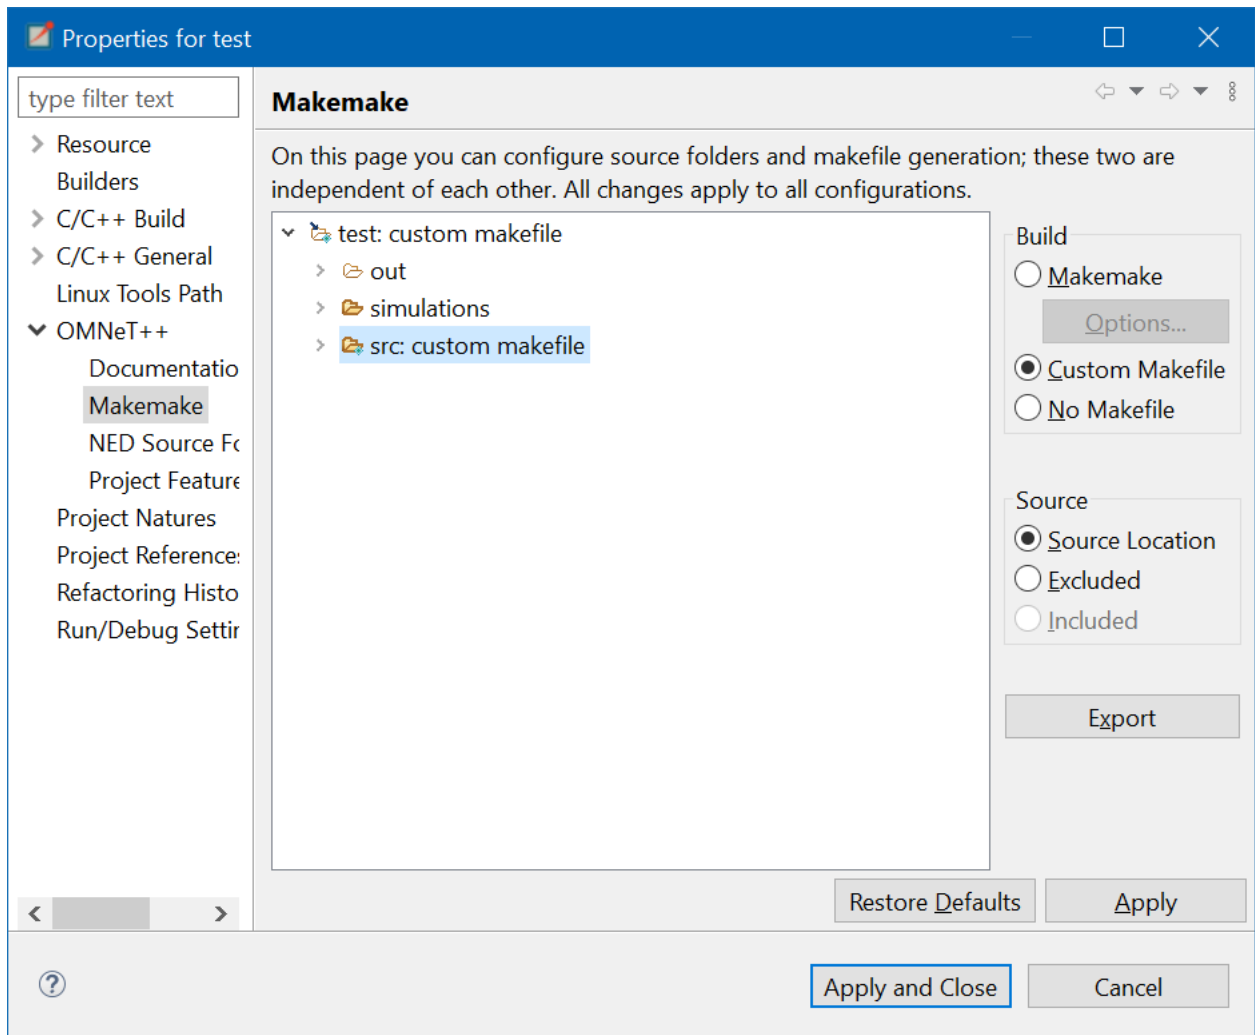 Properties for test
type filter text
Resource
Builders
C/C++ Build
C/C++ General
Linux Tools Path
OMNeT++
Documentatio
Makemake
NED Source Fo
Project Feature
Project Natures
Project References
Refactoring Histo
Run/Debug Settin
Makemake
On this page you can configure source folders and makefile generation; these two are
independent of each other. All changes apply to all configurations.
test: custom makefile
out
simulations
src: custom makefile
Build
Makemake
Options...
Custom Makefile
No Makefile
Source
Source Location
Excluded
Included
Export
Restore Defaults
Apply
?
Apply and Close
Cancel